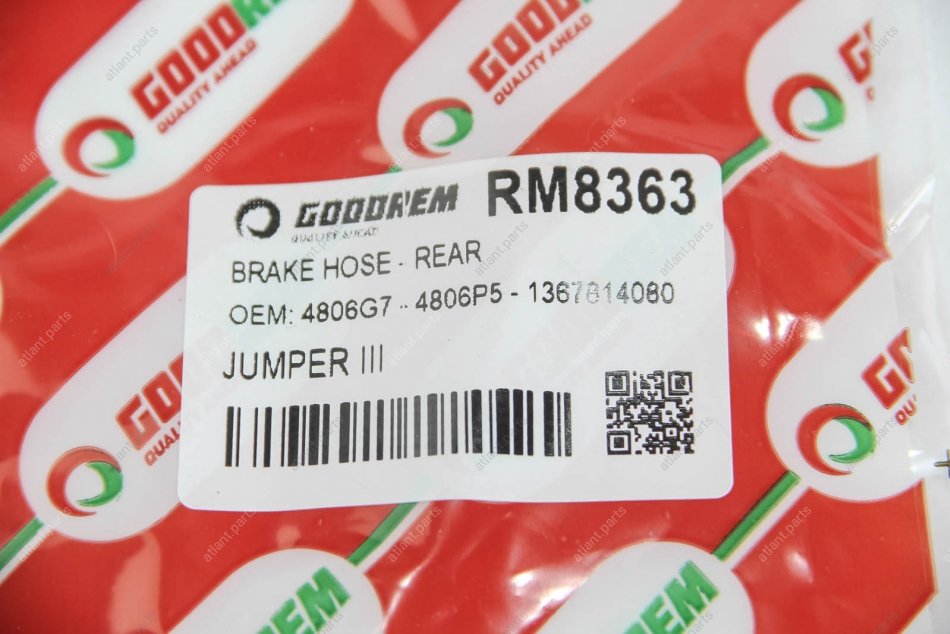 GOODREM
QUALITY AHEAD
GOODREM
QUALITY AHEAD
GOODREM RM8363
QUALITY AHEAD
BRAKE HOSE - REAR
OEM: 4806G7 - 4806P5 - 1367814080
JUMPER III
atlant.parts